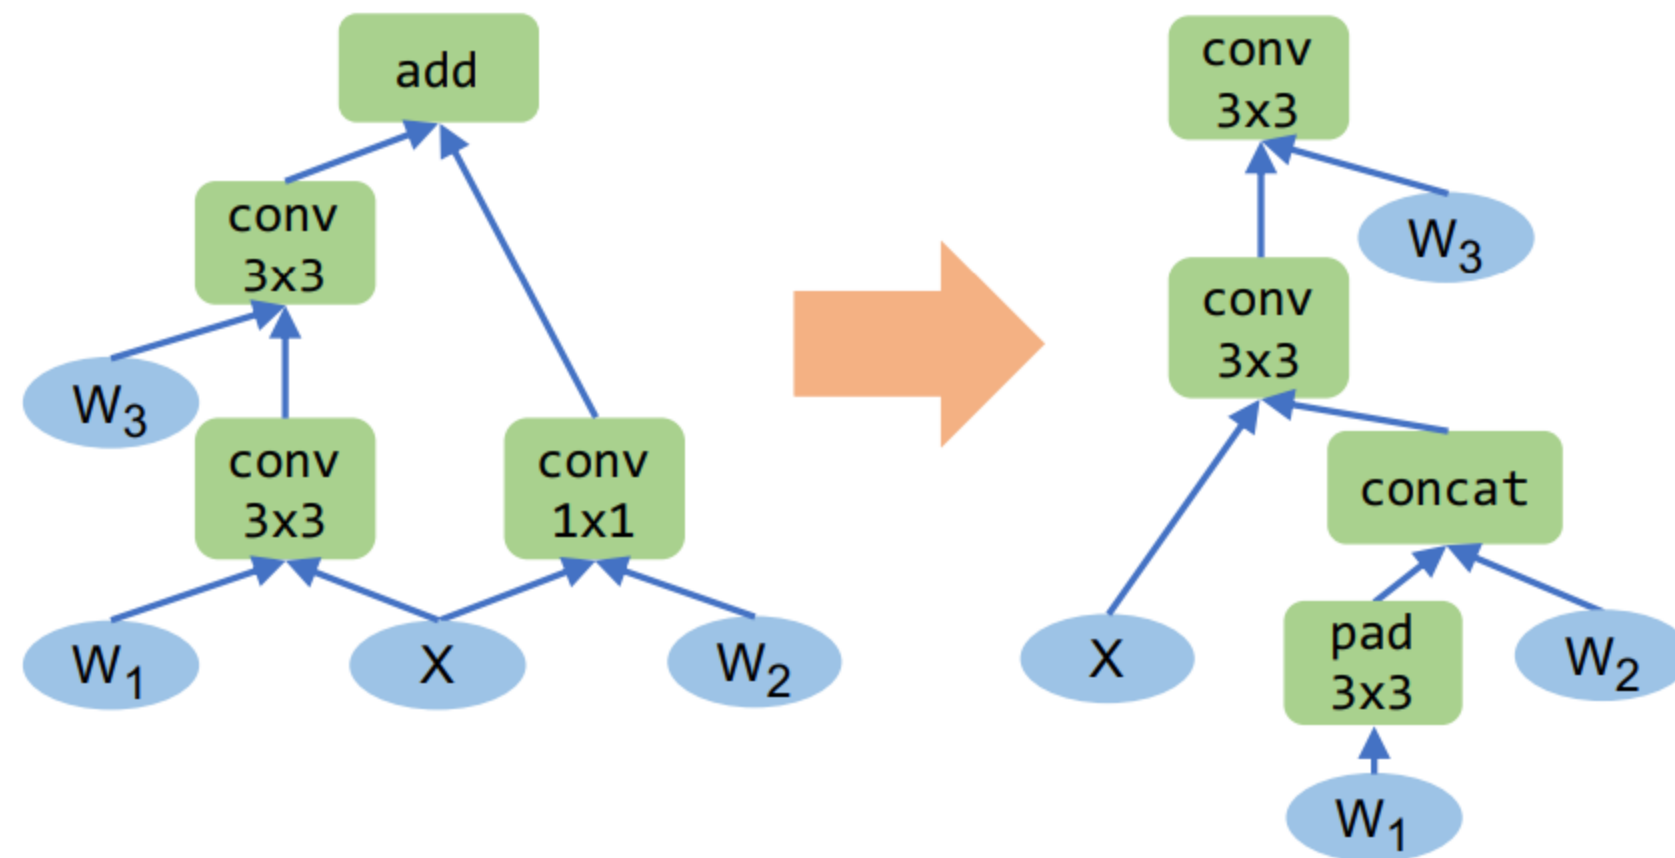 add
conv
3x3
W3
conv
3x3
conv
1x1
W1
X
W2
conv
3x3
W3
conv
3x3
concat
X
pad
3x3
W2
W1